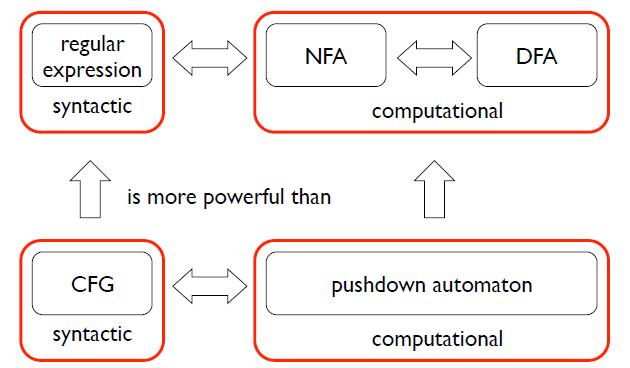 regular
expression
NFA
DFA
syntactic
computational
is more powerful than
CFG
pushdown automaton
syntactic
computational